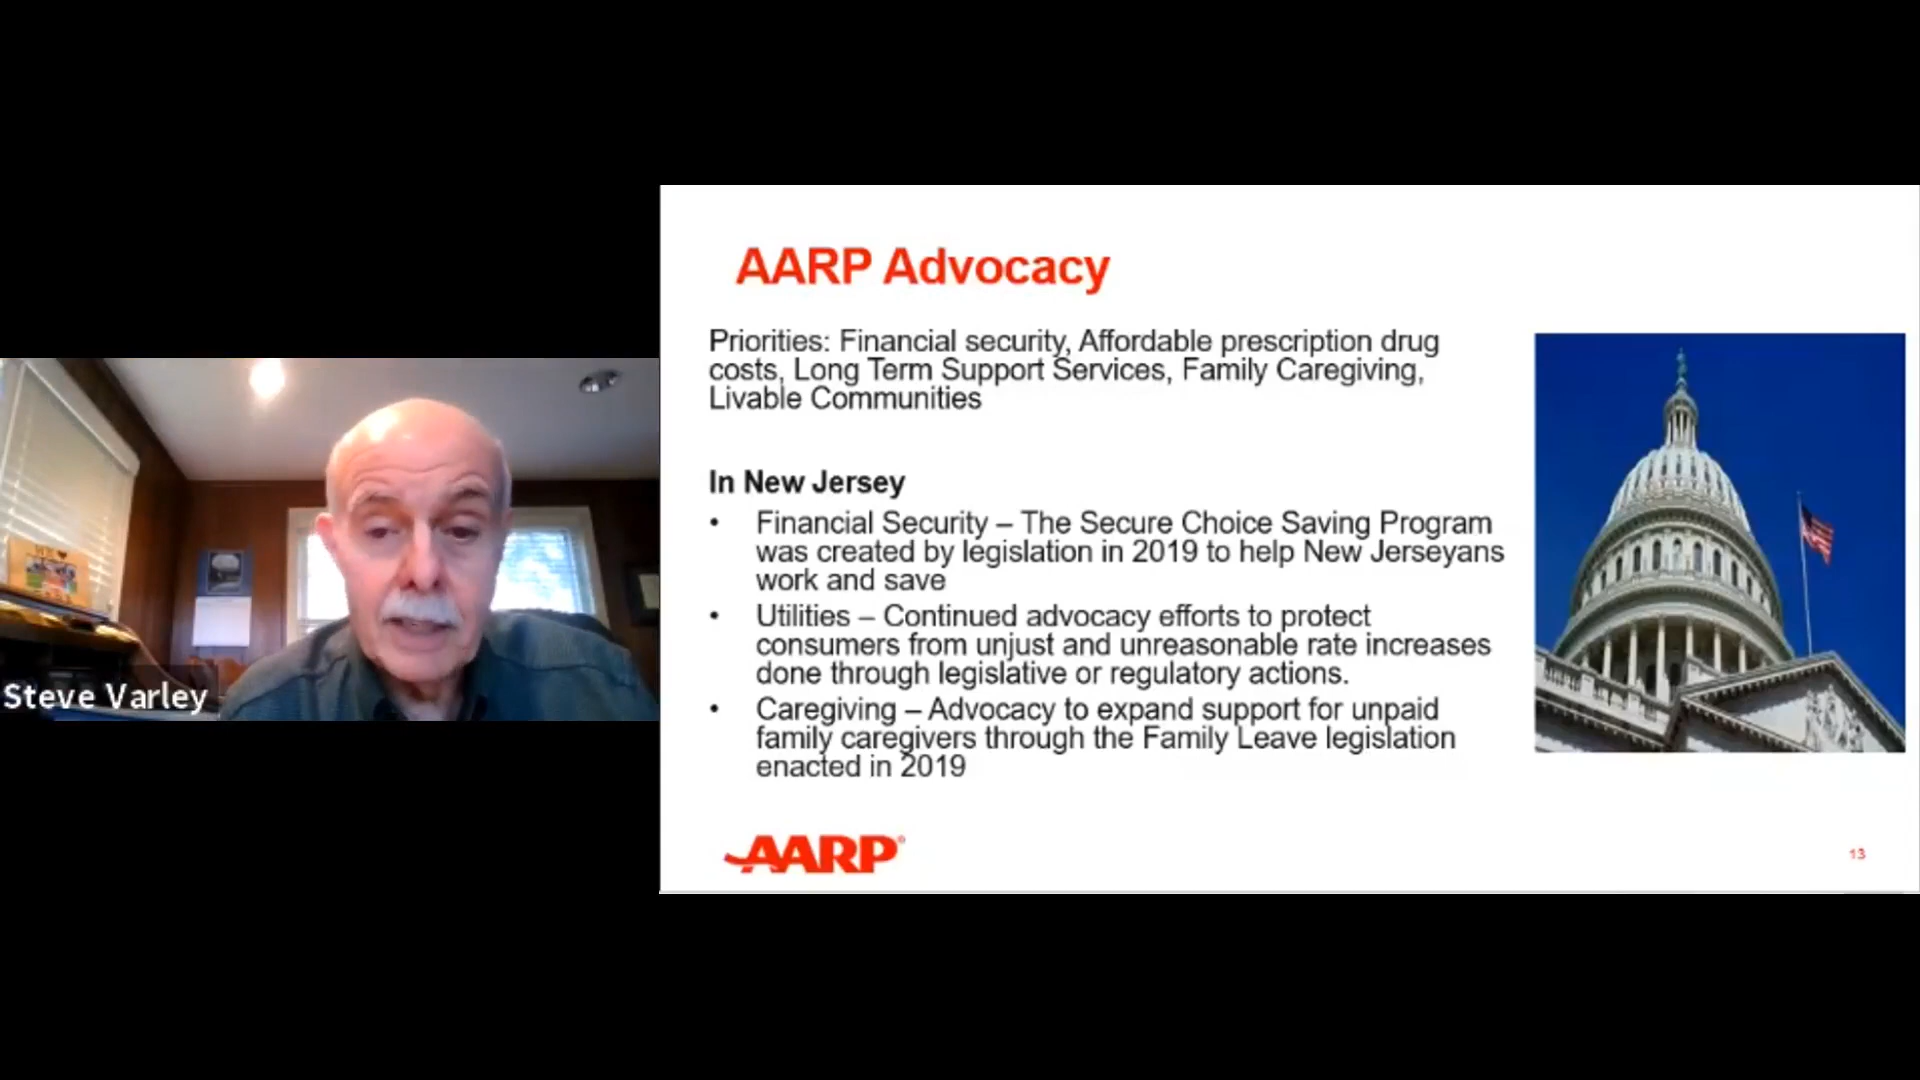 AARP Advocacy
Priorities: Financial security, Affordable prescription drug
costs, Long Term Support Services, Family Caregiving,
Livable Communities
In New Jersey
• Financial Security – The Secure Choice Saving Program
was created by legislation in 2019 to help New Jerseyans
work and save
• Utilities – Continued advocacy efforts to protect
consumers from unjust and unreasonable rate increases
done through legislative or regulatory actions.
• Caregiving – Advocacy to expand support for unpaid
family caregivers through the Family Leave legislation
enacted in 2019
AARP®
13
Steve Varley